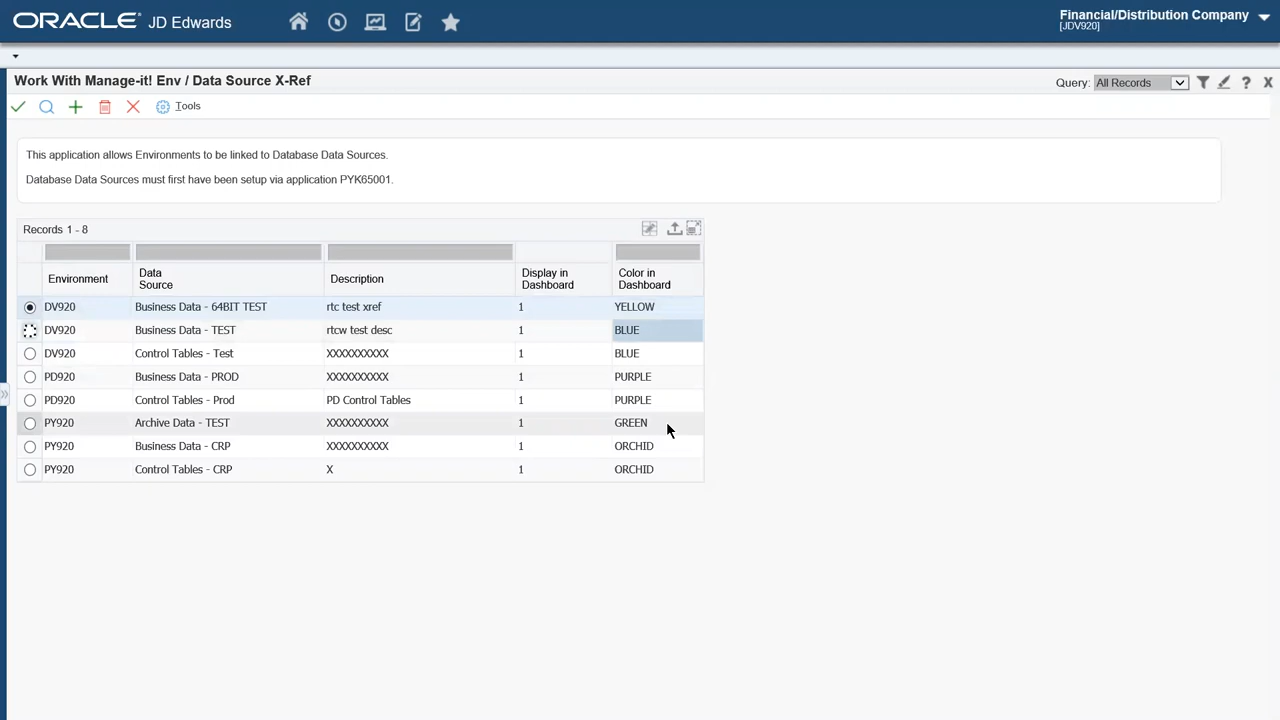 ORACLE JD Edwards
Financial/Distribution Company
[JDV920]
Work With Manage-it! Env / Data Source X-Ref
Query: All Records
Tools
This application allows Environments to be linked to Database Data Sources.
Database Data Sources must first have been setup via application PYK65001.
Records 1 - 8
Environment Data Source Description Display in Dashboard Color in Dashboard
DV920 Business Data - 64BIT TEST rtc test xref 1 YELLOW
DV920 Business Data - TEST rtcw test desc 1 BLUE
DV920 Control Tables - Test XXXXXXXXXX 1 BLUE
PD920 Business Data - PROD XXXXXXXXXX 1 PURPLE
PD920 Control Tables - Prod PD Control Tables 1 PURPLE
PY920 Archive Data - TEST XXXXXXXXXX 1 GREEN
PY920 Business Data - CRP XXXXXXXXXX 1 ORCHID
PY920 Control Tables - CRP X 1 ORCHID